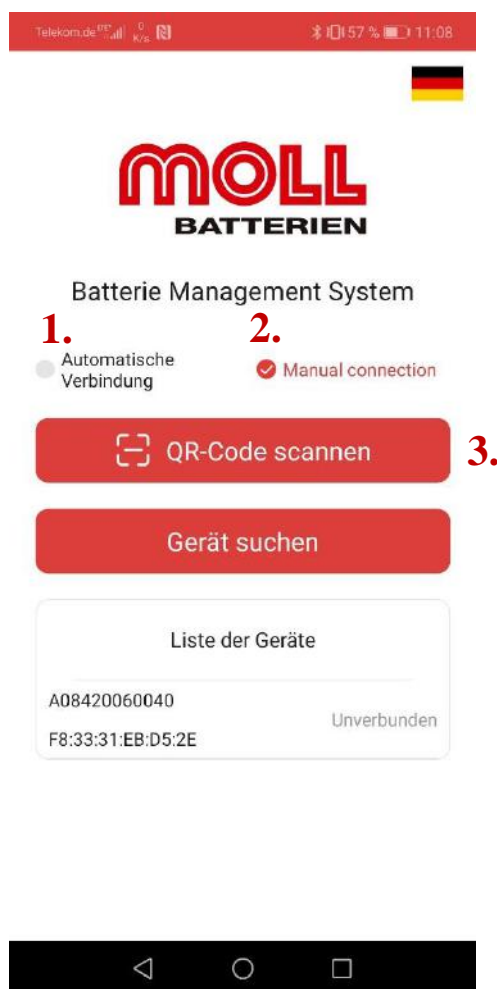 Telekom.de 0 K/s 57 % 11:08
MOLL
BATTERIEN
Batterie Management System
1. 2.
Automatische
Verbindung
Manual connection
QR-Code scannen 3.
Gerät suchen
Liste der Geräte
A08420060040
Unverbunden
F8:33:31:EB:D5:2E